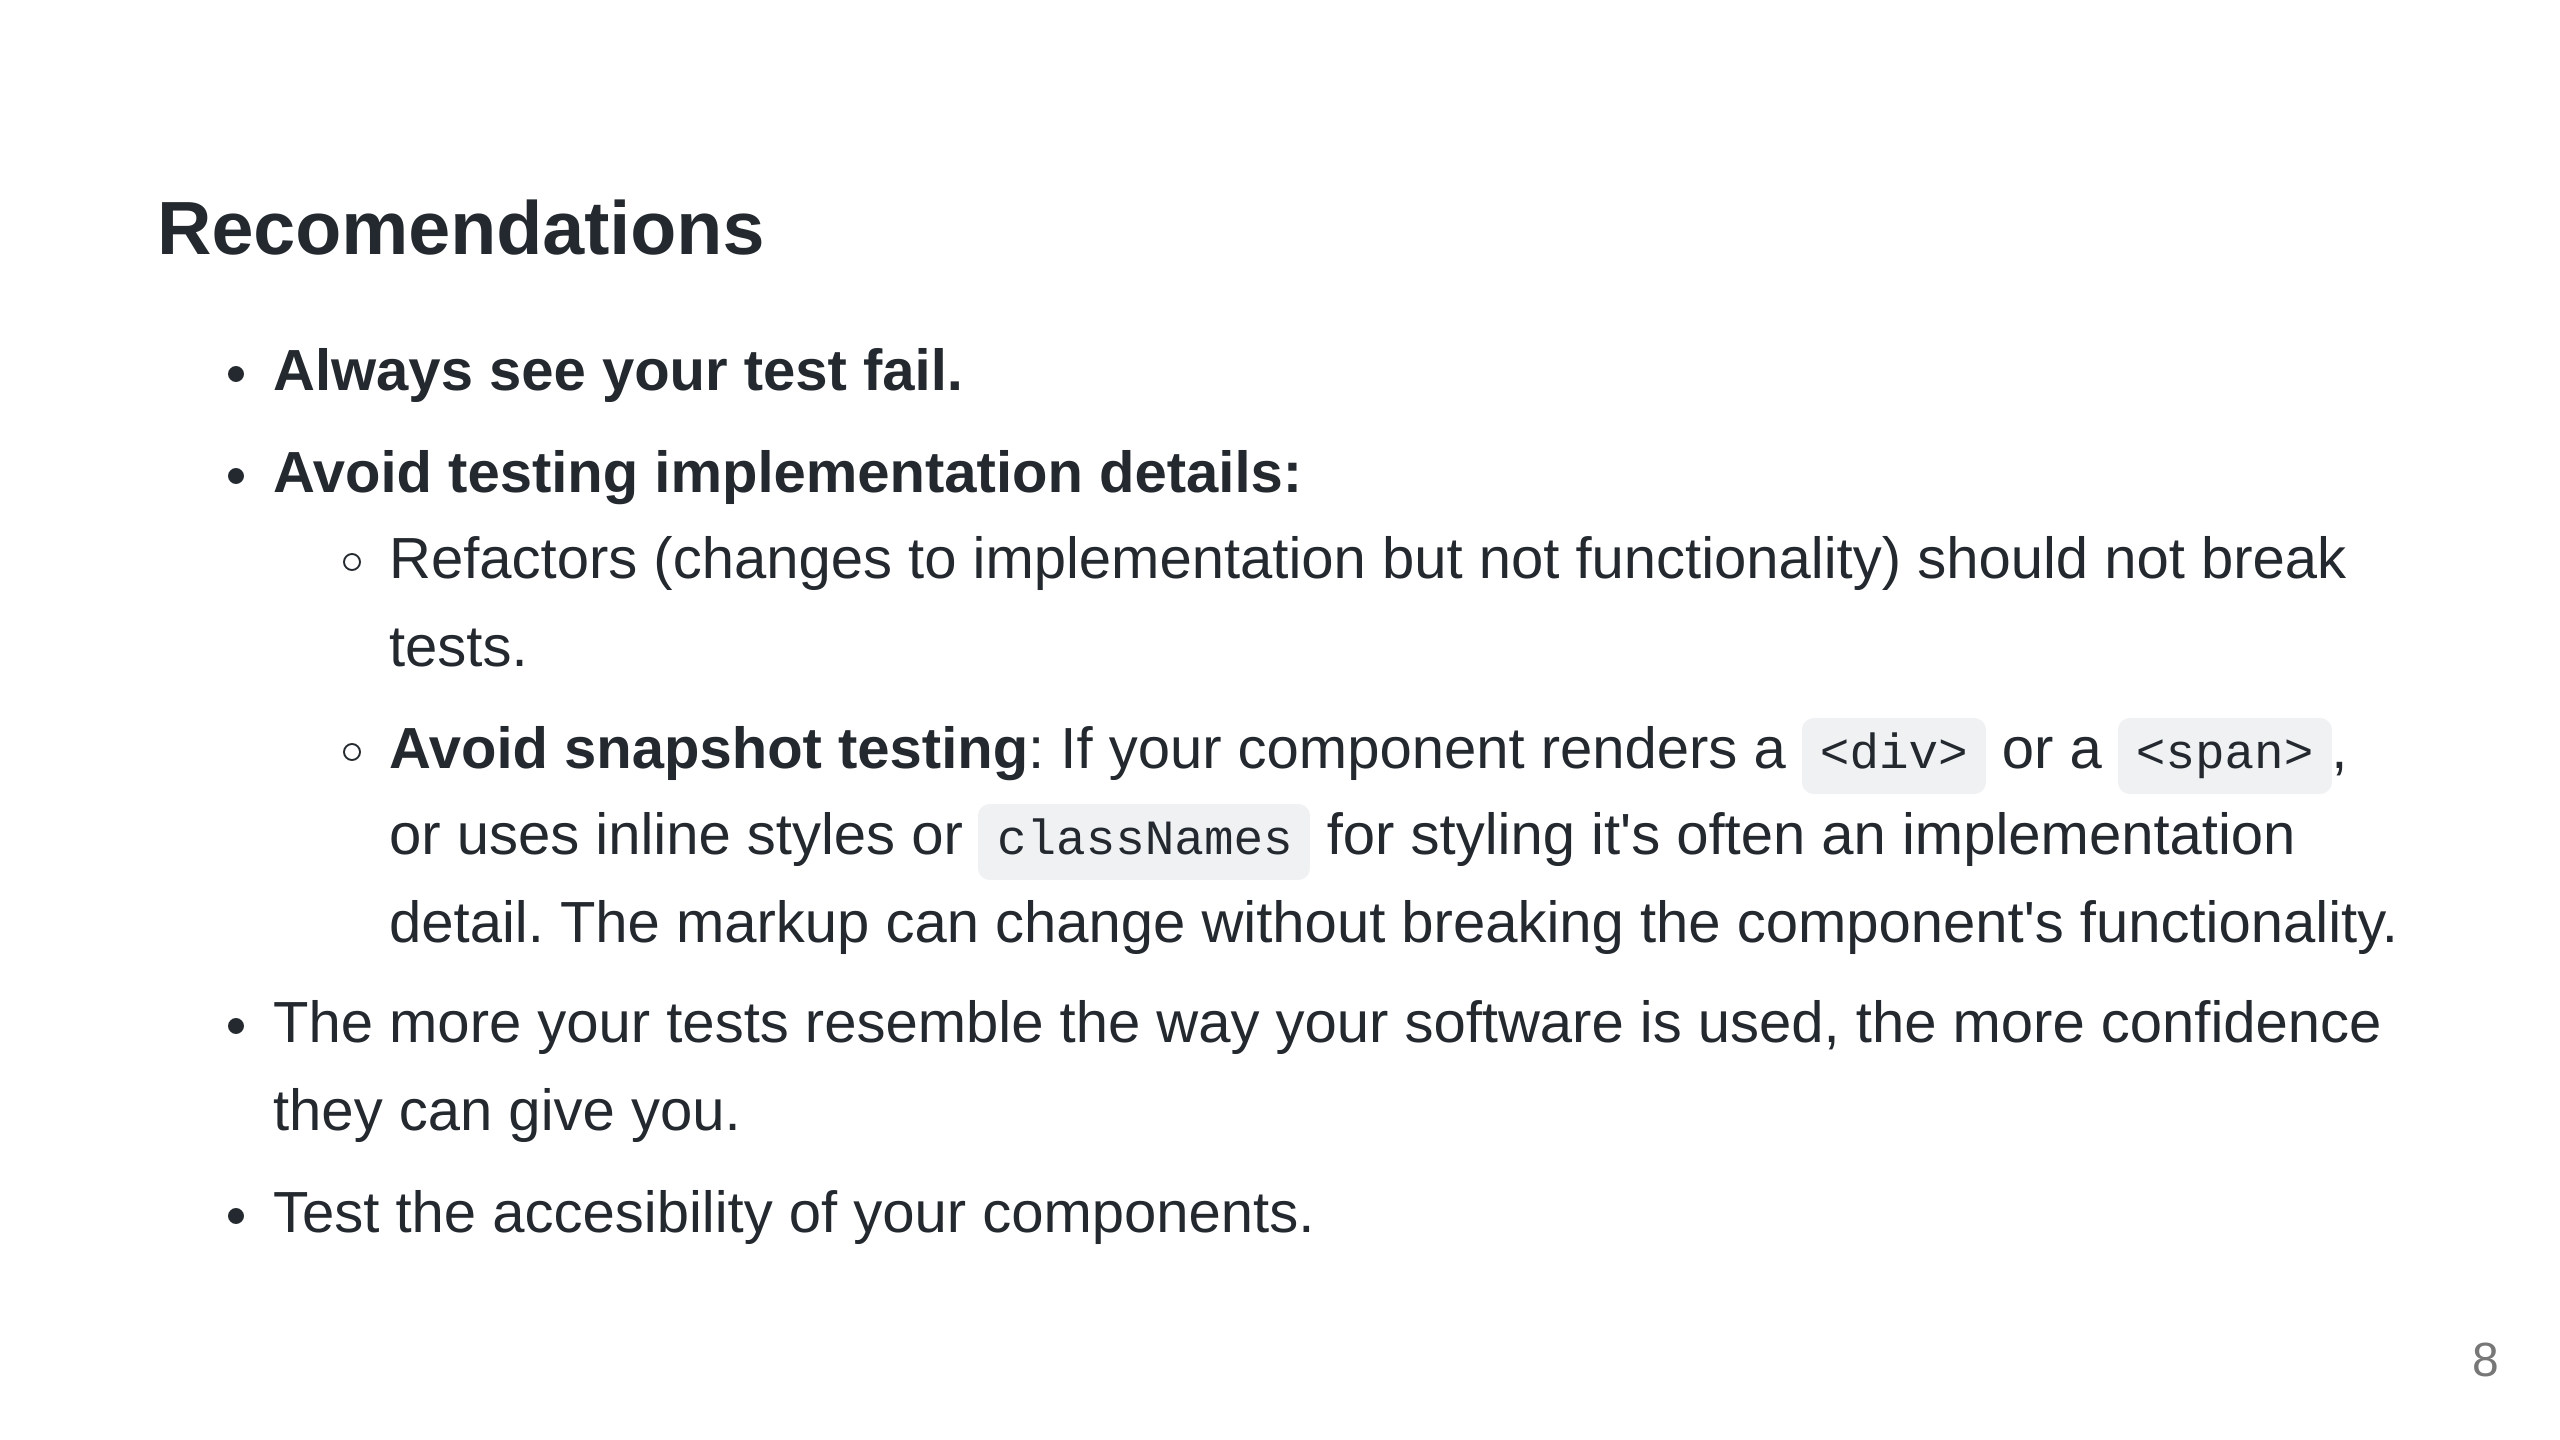 Recomendations
Always see your test fail.
Avoid testing implementation details:
Refactors (changes to implementation but not functionality) should not break
tests.
Avoid snapshot testing: If your component renders a <div> or a <span>,
or uses inline styles or classNames for styling it's often an implementation
detail. The markup can change without breaking the component's functionality.
The more your tests resemble the way your software is used, the more confidence
they can give you.
Test the accesibility of your components.
8